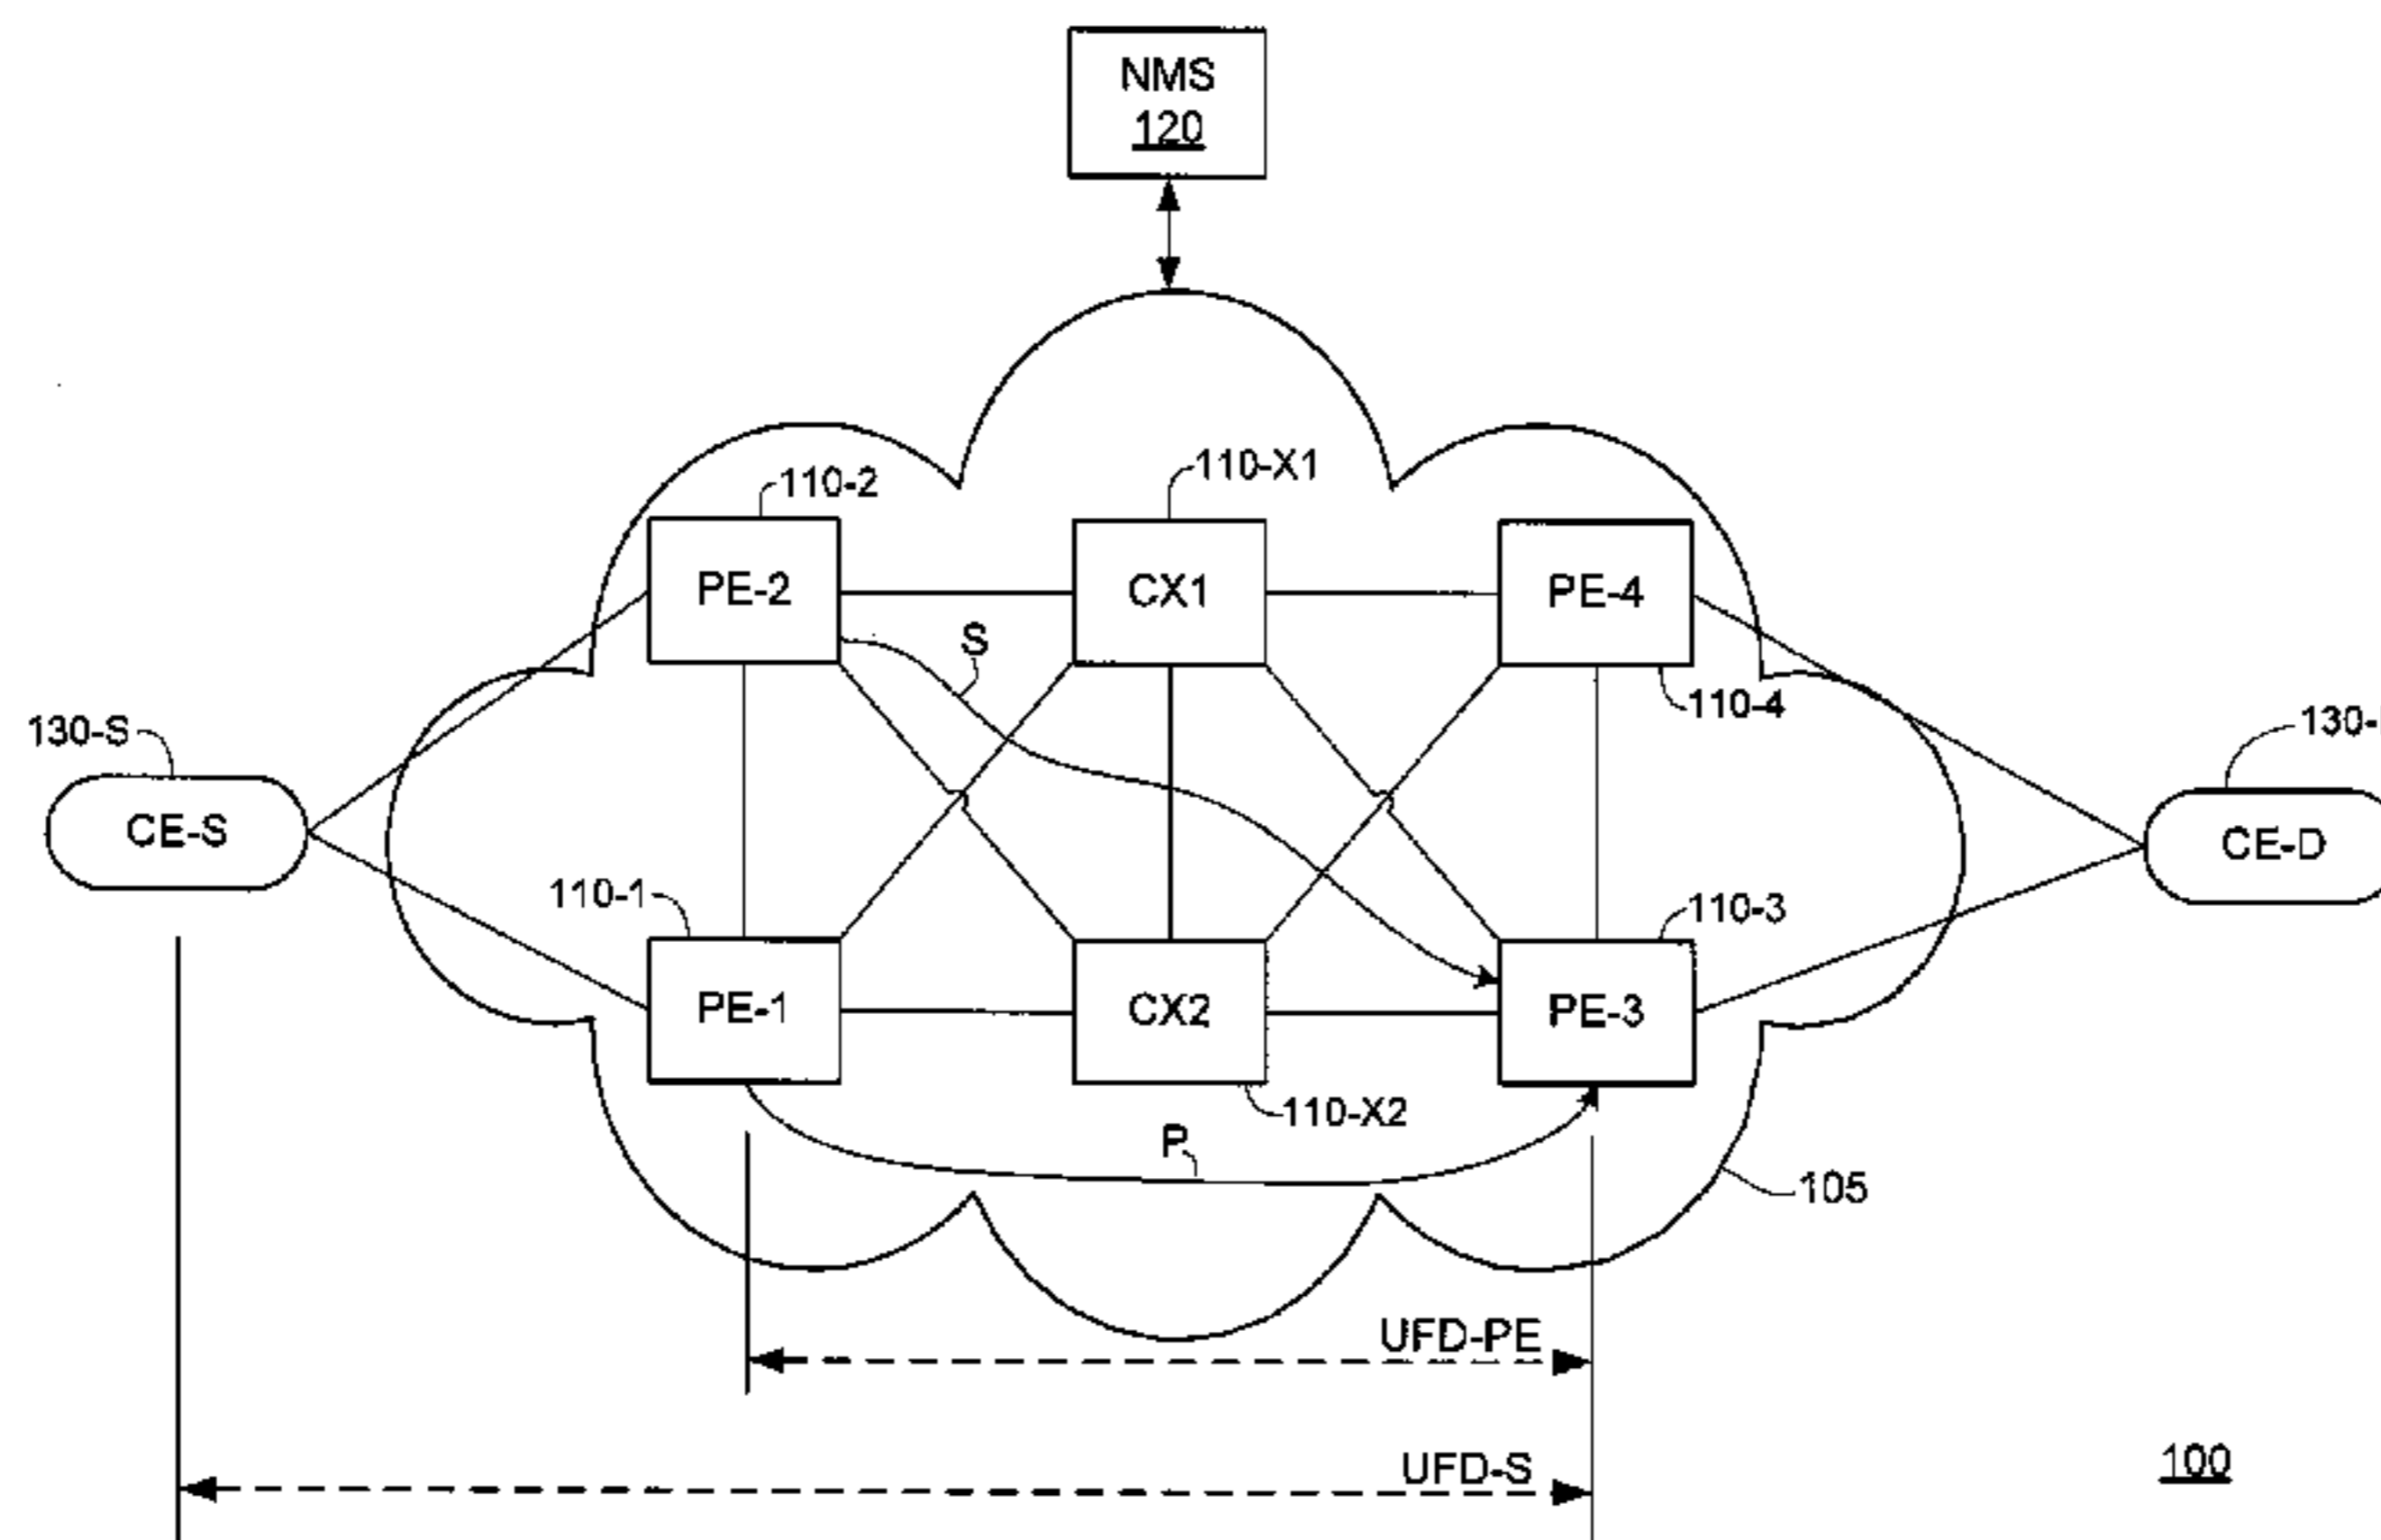 NMS
120
110-2
110-X1
PE-2
CX1
PE-4
S
110-4
130-S
130-
CE-S
CE-D
110-1
110-3
PE-1
CX2
PE-3
110-X2
P
105
UFD-PE
UFD-S
100